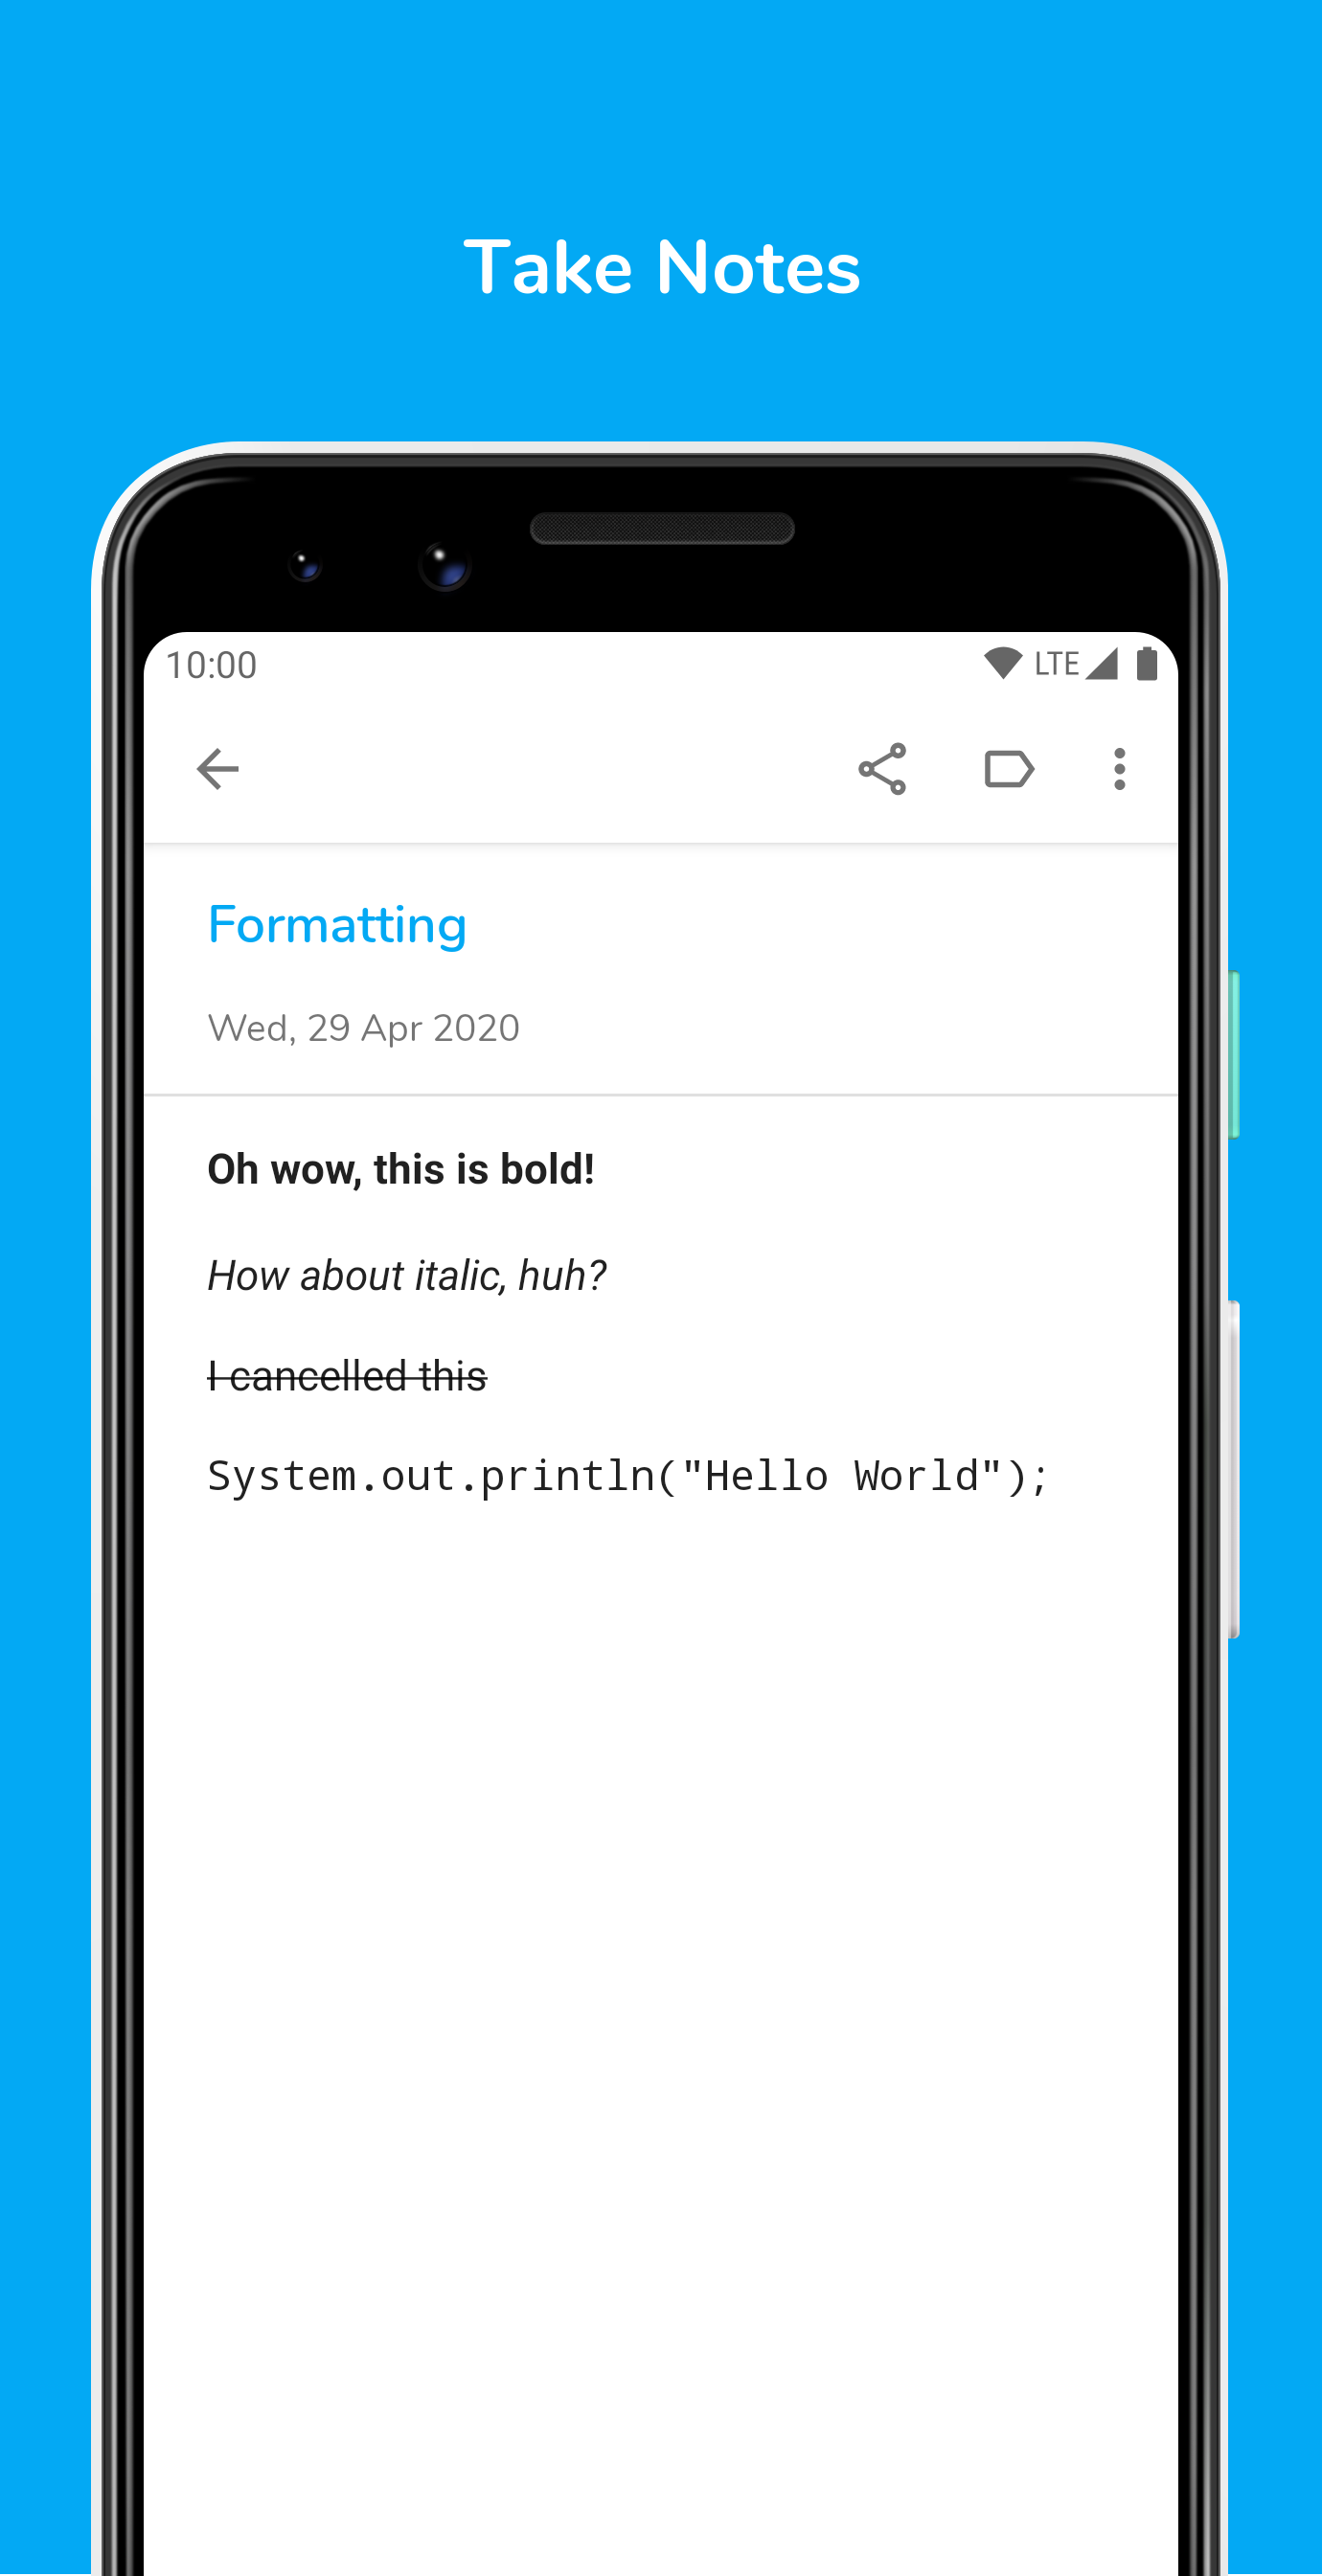 Take Notes
10:00 LTE
Formatting
Wed, 29 Apr 2020
Oh wow, this is bold!
How about italic, huh?
I cancelled this
System.out.println("Hello World");